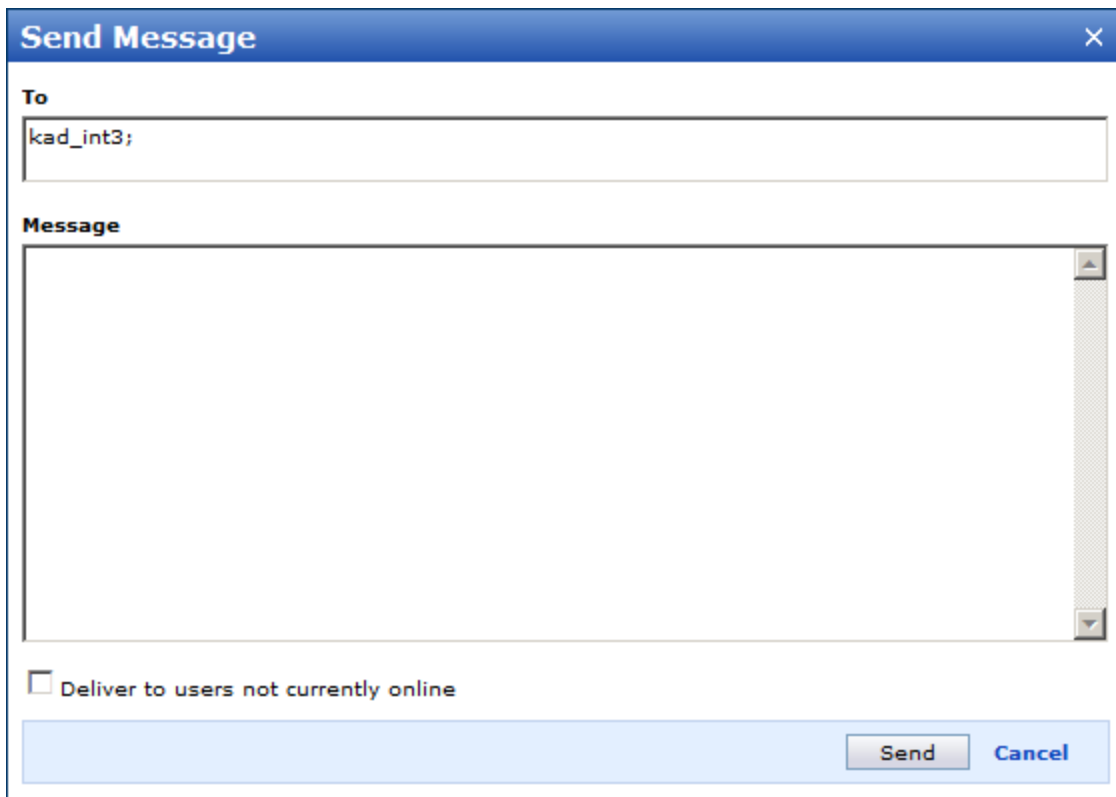 Send Message
To
kad_int3;
Message
Deliver to users not currently online
Send Cancel